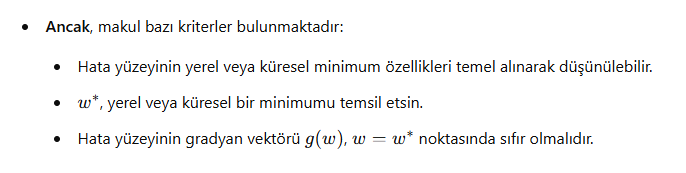 • Ancak, makul bazı kriterler bulunmaktadır:
• Hata yüzeyinin yerel veya küresel minimum özellikleri temel alınarak düşünülebilir.
• w*, yerel veya küresel bir minimumu temsil etsin.
• Hata yüzeyinin gradyan vektörü g(w), w = w* noktasında sıfır olmalıdır.